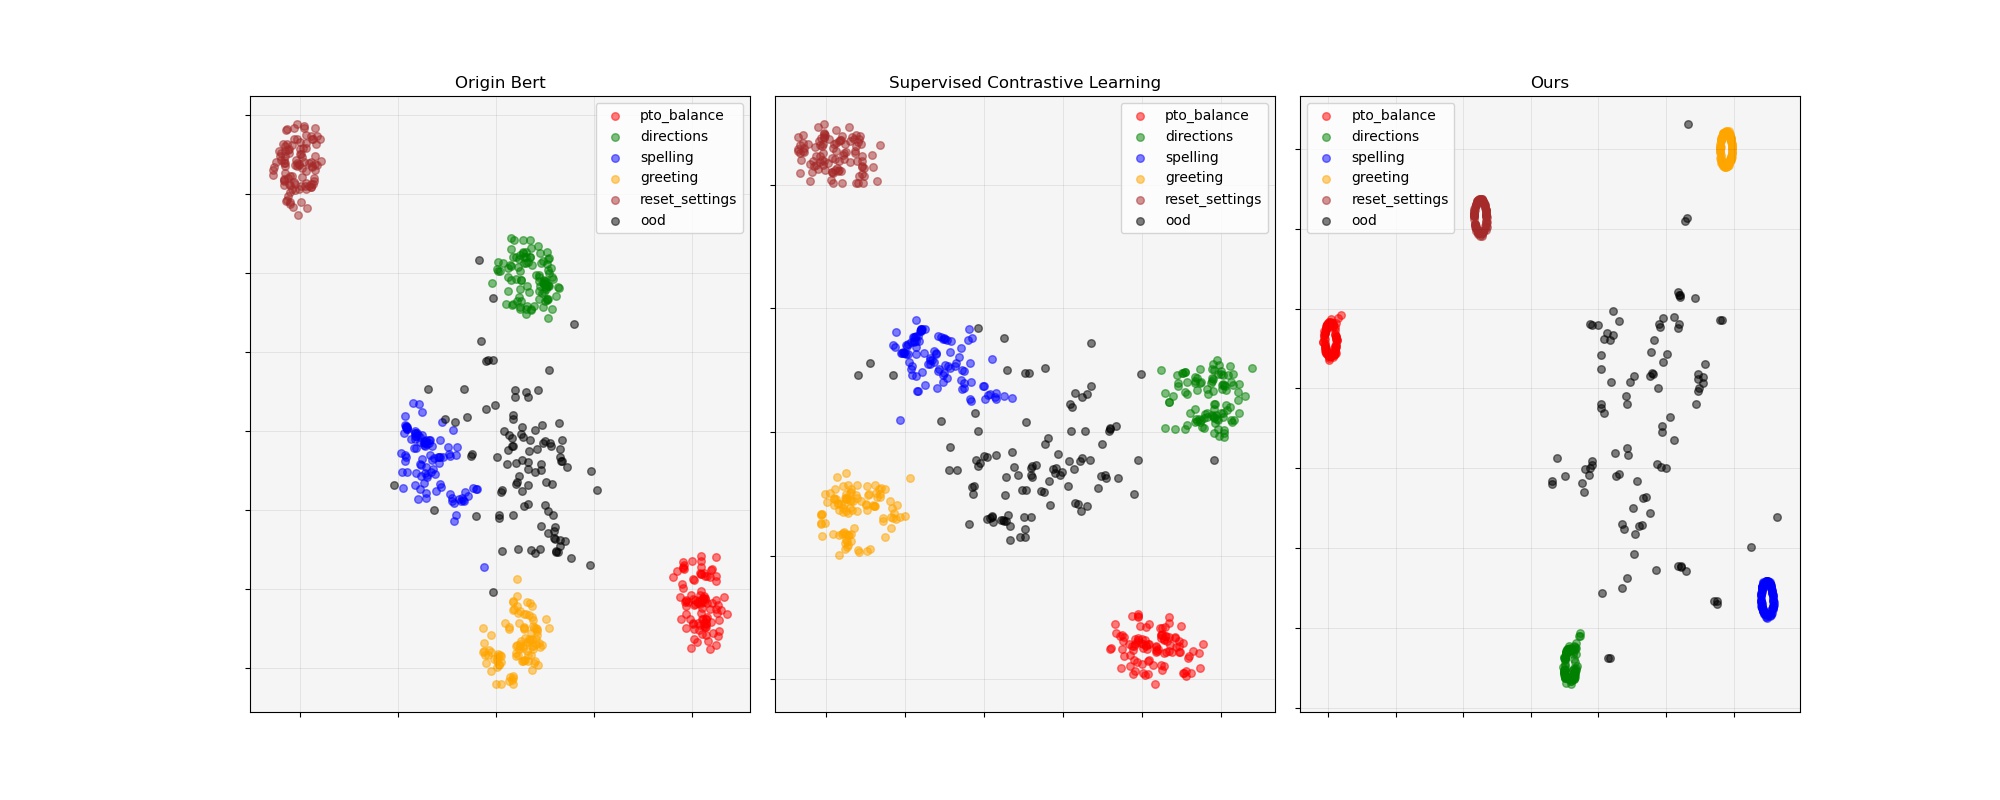 Origin Bert
pto_balance
directions
spelling
greeting
reset_settings
ood
Supervised Contrastive Learning
pto_balance
directions
spelling
greeting
reset_settings
ood
Ours
pto_balance
directions
spelling
greeting
reset_settings
ood